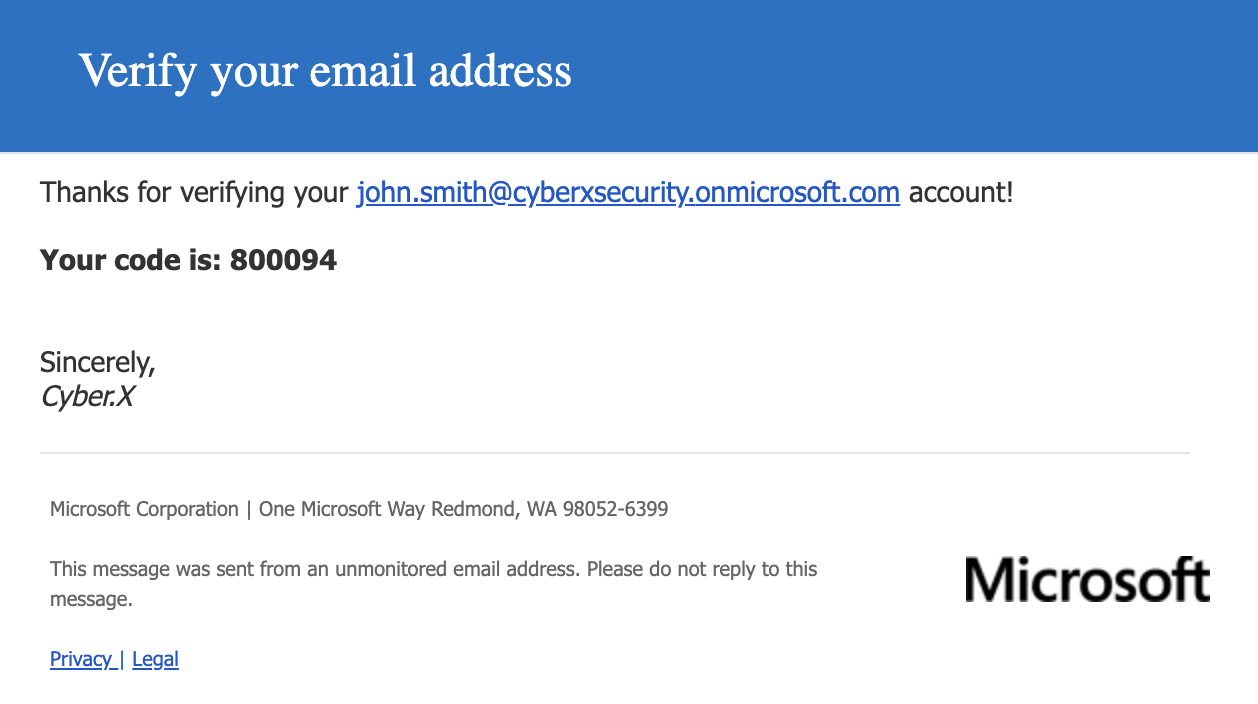 Verify your email address
Thanks for verifying your john.smith@cyberxsecurity.onmicrosoft.com account!
Your code is: 800094
Sincerely,
Cyber.X
Microsoft Corporation | One Microsoft Way Redmond, WA 98052-6399
This message was sent from an unmonitored email address. Please do not reply to this
message.
Microsoft
Privacy | Legal